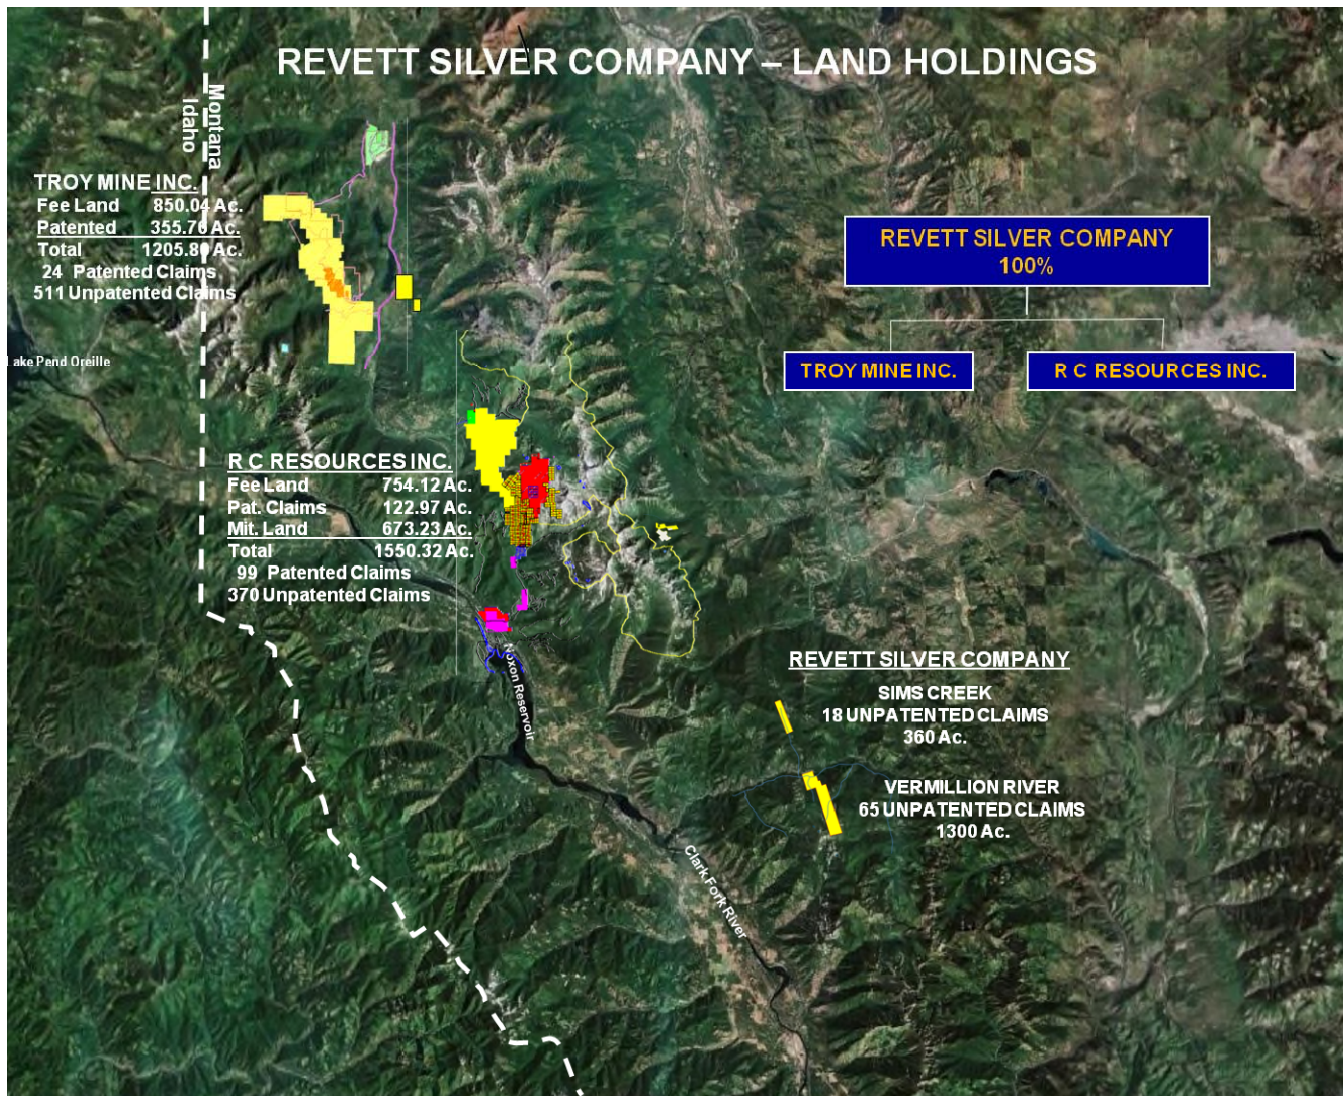 REVETT SILVER COMPANY – LAND HOLDINGS
Montana
Idaho
TROY MINE INC.
Fee Land 850.04 Ac.
Patented 355.76 Ac.
Total 1205.80 Ac.
24 Patented Claims
511 Unpatented Claims
REVETT SILVER COMPANY
100%
TROY MINE INC.
R C RESOURCES INC.
Lake Pend Oreille
R C RESOURCES INC.
Fee Land 754.12 Ac.
Pat. Claims 122.97 Ac.
Mit. Land 673.23 Ac.
Total 1550.32 Ac.
99 Patented Claims
370 Unpatented Claims
Noxon Reservoir
REVETT SILVER COMPANY
SIMS CREEK
18 UNPATENTED CLAIMS
360 Ac.
VERMILLION RIVER
65 UNPATENTED CLAIMS
1300 Ac.
Clark Fork River